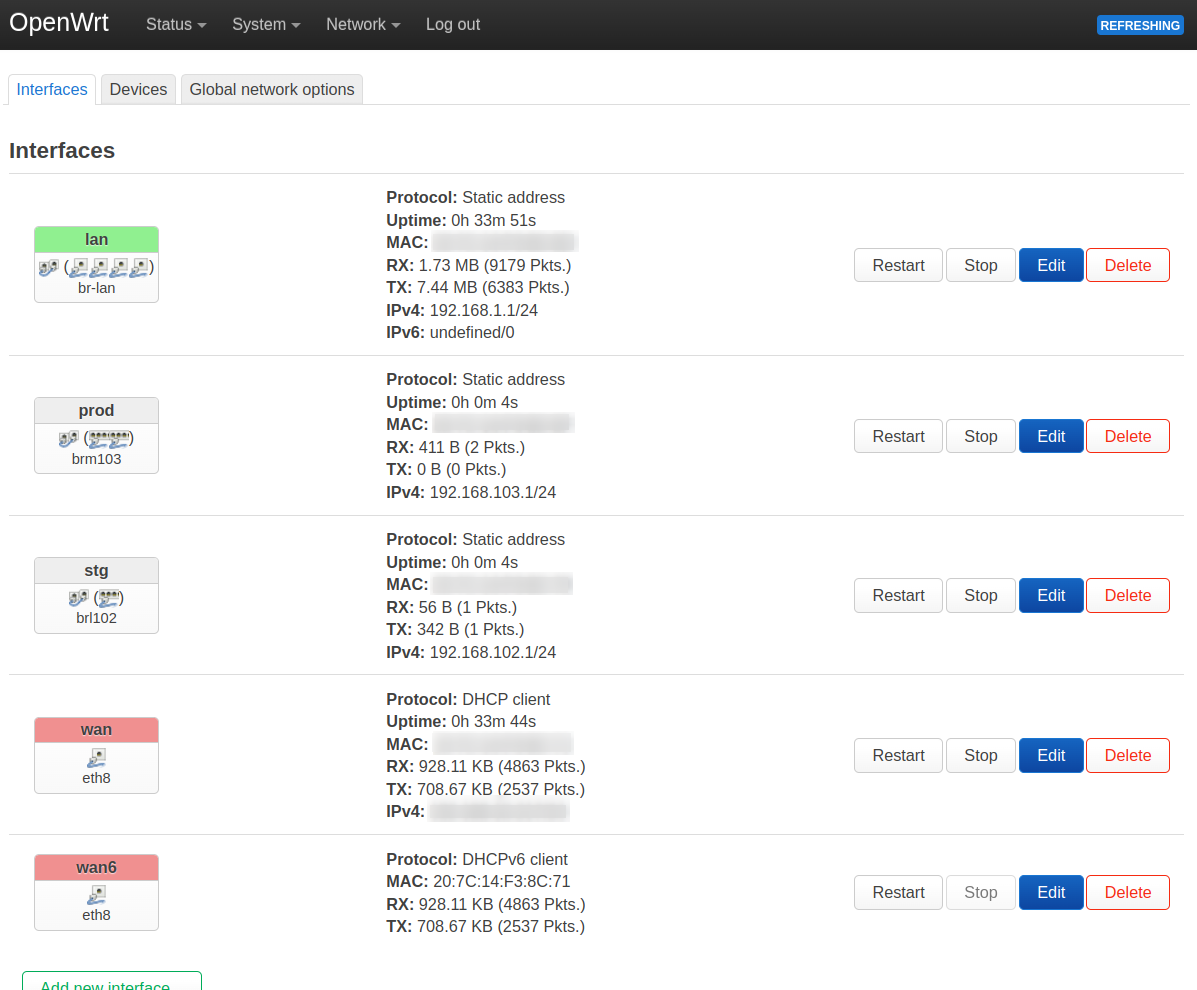 OpenWrt Status System Network Log out REFRESHING
Interfaces Devices Global network options
Interfaces
lan
( )
br-lan
Protocol: Static address
Uptime: 0h 33m 51s
MAC:
RX: 1.73 MB (9179 Pkts.)
TX: 7.44 MB (6383 Pkts.)
IPv4: 192.168.1.1/24
IPv6: undefined/0
Restart Stop Edit Delete
prod
( )
brm103
Protocol: Static address
Uptime: 0h 0m 4s
MAC:
RX: 411 B (2 Pkts.)
TX: 0 B (0 Pkts.)
IPv4: 192.168.103.1/24
Restart Stop Edit Delete
stg
( )
brl102
Protocol: Static address
Uptime: 0h 0m 4s
MAC:
RX: 56 B (1 Pkts.)
TX: 342 B (1 Pkts.)
IPv4: 192.168.102.1/24
Restart Stop Edit Delete
wan
eth8
Protocol: DHCP client
Uptime: 0h 33m 44s
MAC:
RX: 928.11 KB (4863 Pkts.)
TX: 708.67 KB (2537 Pkts.)
IPv4:
Restart Stop Edit Delete
wan6
eth8
Protocol: DHCPv6 client
MAC: 20:7C:14:F3:8C:71
RX: 928.11 KB (4863 Pkts.)
TX: 708.67 KB (2537 Pkts.)
Restart Stop Edit Delete
Add new interface...